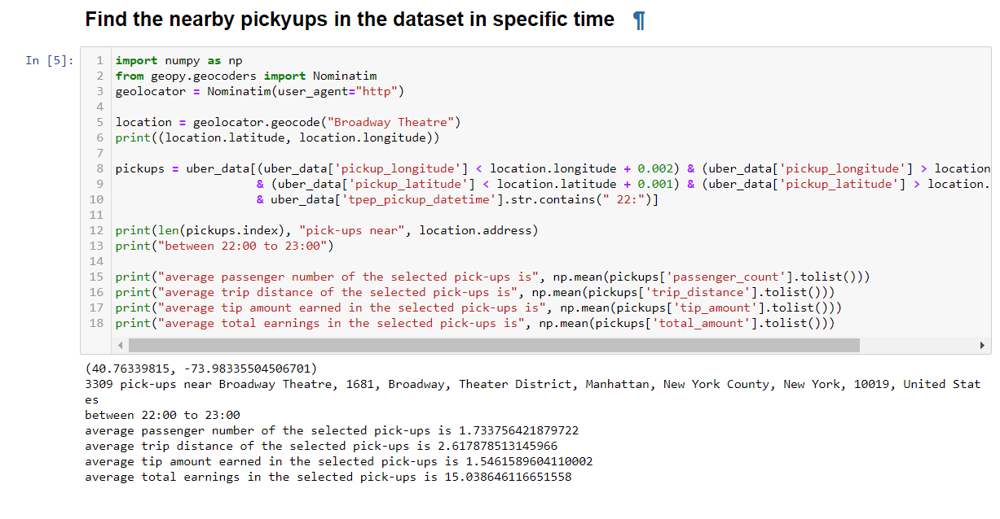 Find the nearby pickyups in the dataset in specific time ¶
In [5]:
1 import numpy as np
2 from geopy.geocoders import Nominatim
3 geolocator = Nominatim(user_agent="http")
4
5 location = geolocator.geocode("Broadway Theatre")
6 print((location.latitude, location.longitude))
7
8 pickups = uber_data[(uber_data['pickup_longitude'] < location.longitude + 0.002) & (uber_data['pickup_longitude'] > location
9 & (uber_data['pickup_latitude'] < location.latitude + 0.001) & (uber_data['pickup_latitude'] > location.
10 & uber_data['tpep_pickup_datetime'].str.contains(" 22:")]
11
12 print(len(pickups.index), "pick-ups near", location.address)
13 print("between 22:00 to 23:00")
14
15 print("average passenger number of the selected pick-ups is", np.mean(pickups['passenger_count'].tolist()))
16 print("average trip distance of the selected pick-ups is", np.mean(pickups['trip_distance'].tolist()))
17 print("average tip amount earned in the selected pick-ups is", np.mean(pickups['tip_amount'].tolist()))
18 print("average total earnings in the selected pick-ups is", np.mean(pickups['total_amount'].tolist()))
(40.76339815, -73.98335504506701)
3309 pick-ups near Broadway Theatre, 1681, Broadway, Theater District, Manhattan, New York County, New York, 10019, United Stat
es
between 22:00 to 23:00
average passenger number of the selected pick-ups is 1.733756421879722
average trip distance of the selected pick-ups is 2.617878513145966
average tip amount earned in the selected pick-ups is 1.5461589604110002
average total earnings in the selected pick-ups is 15.038646116651558